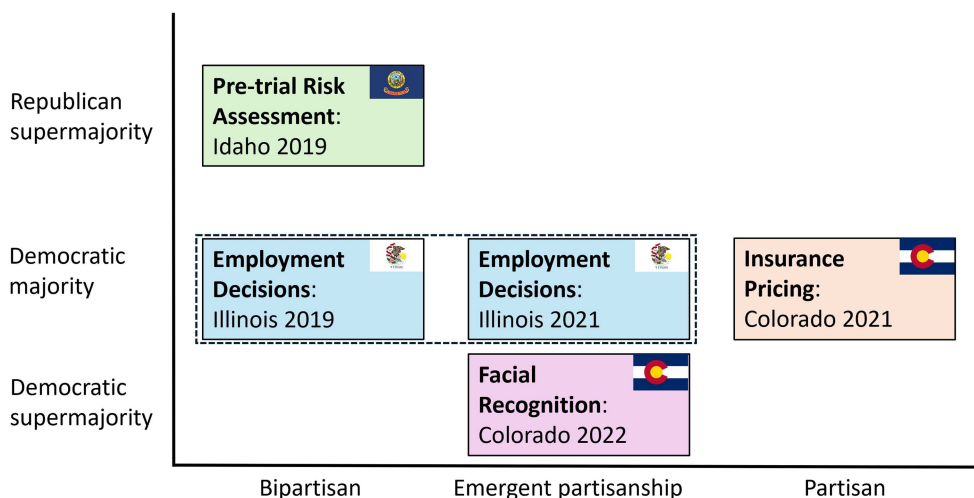 Republican
supermajority
Pre-trial Risk
Assessment:
Idaho 2019
Democratic
majority
Employment
Decisions:
Illinois 2019
Employment
Decisions:
Illinois 2021
Insurance
Pricing:
Colorado 2021
Democratic
supermajority
Facial
Recognition:
Colorado 2022
Bipartisan
Emergent partisanship
Partisan